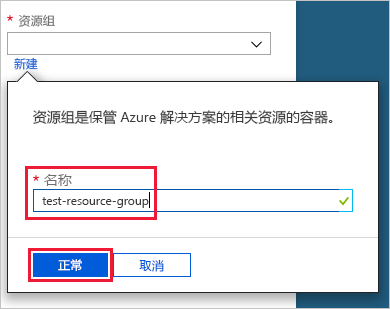 * 资源组
新建
资源组是保管 Azure 解决方案的相关资源的容器。
* 名称
test-resource-group
正常
取消